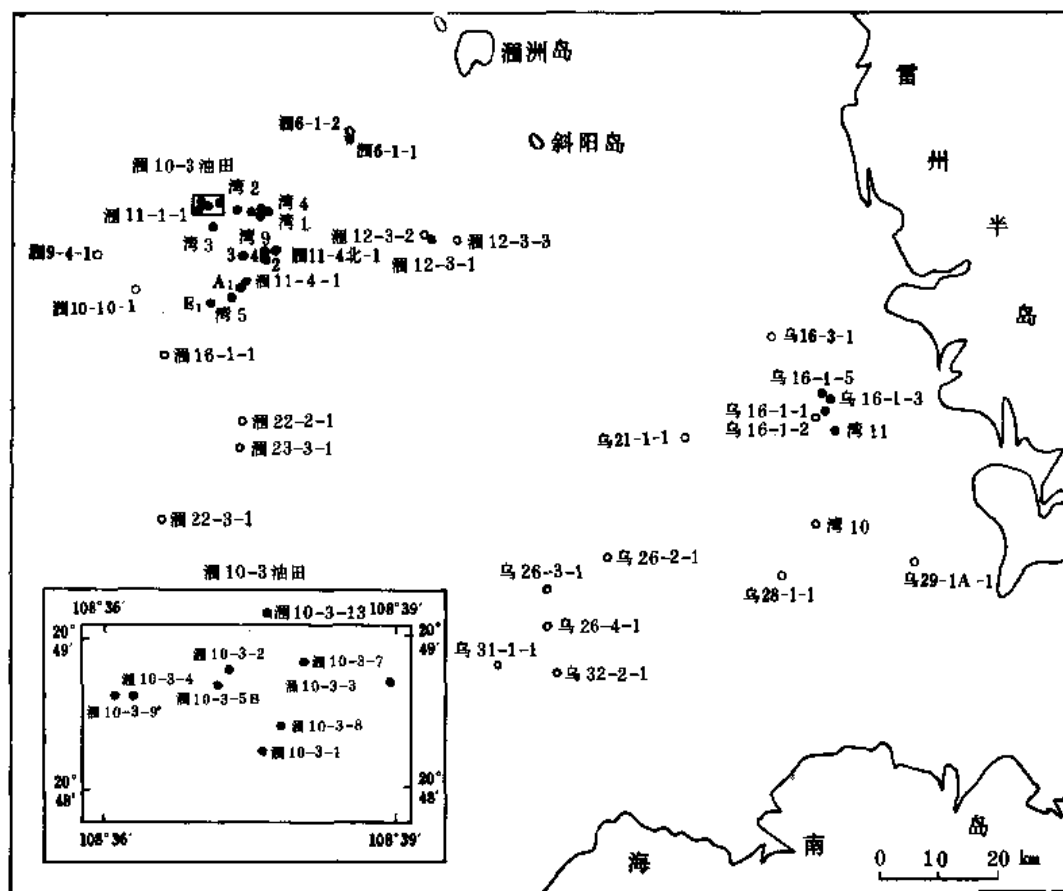 涠洲岛
雷
州
半
岛
斜阳岛
涠6-1-2
涠6-1-1
涠10-3油田
湾2
湾4
涠11-1-1
湾1
湾3
湾9
涠12-3-2
涠12-3-3
涠9-4-1
3
4
涠11-4北-1
2
涠12-3-1
A₁
涠11-4-1
涠10-10-1
E₁
湾5
乌16-3-1
涠16-1-1
乌16-1-5
乌16-1-3
乌16-1-1
乌16-1-2
湾11
涠22-2-1
乌21-1-1
涠23-3-1
涠22-3-1
湾10
乌26-2-1
乌26-3-1
乌28-1-1
乌29-1A-1
乌26-4-1
乌31-1-1
乌32-2-1
涠10-3油田
108°36′
涠10-3-13
108°39′
20°
49′
20°
49′
涠10-3-2
涠10-3-7
涠10-3-4
涠10-3-3
涠10-3-5B
涠10-3-9
涠10-3-8
涠10-3-1
20°
48′
20°
48′
108°36′
108°39′
海
南
岛
0 10 20 km